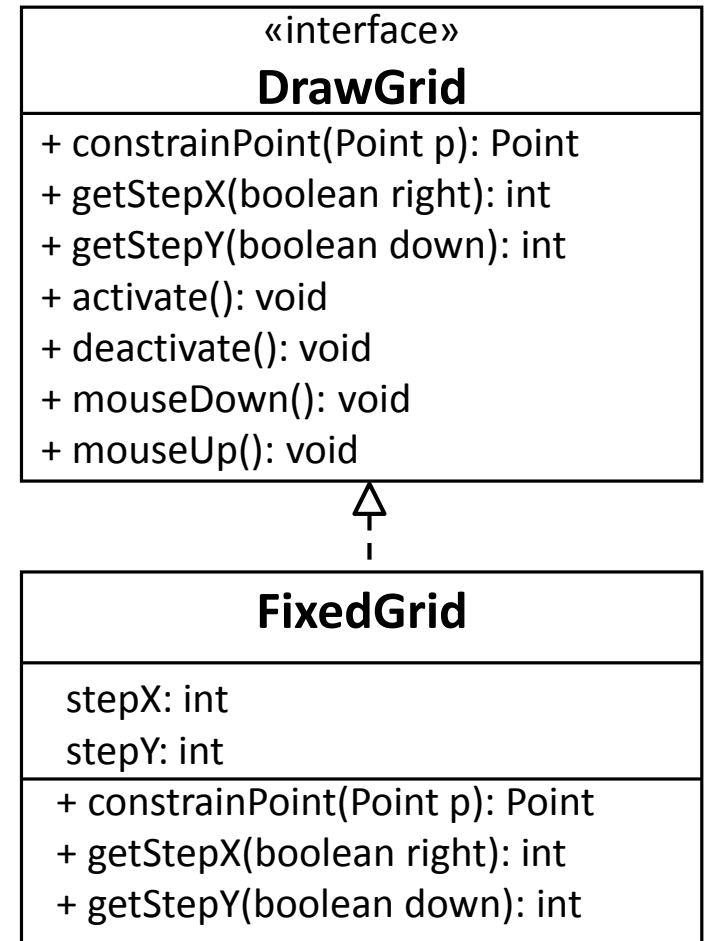 «interface»
DrawGrid
+ constrainPoint(Point p): Point
+ getStepX(boolean right): int
+ getStepY(boolean down): int
+ activate(): void
+ deactivate(): void
+ mouseDown(): void
+ mouseUp(): void
FixedGrid
stepX: int
stepY: int
+ constrainPoint(Point p): Point
+ getStepX(boolean right): int
+ getStepY(boolean down): int